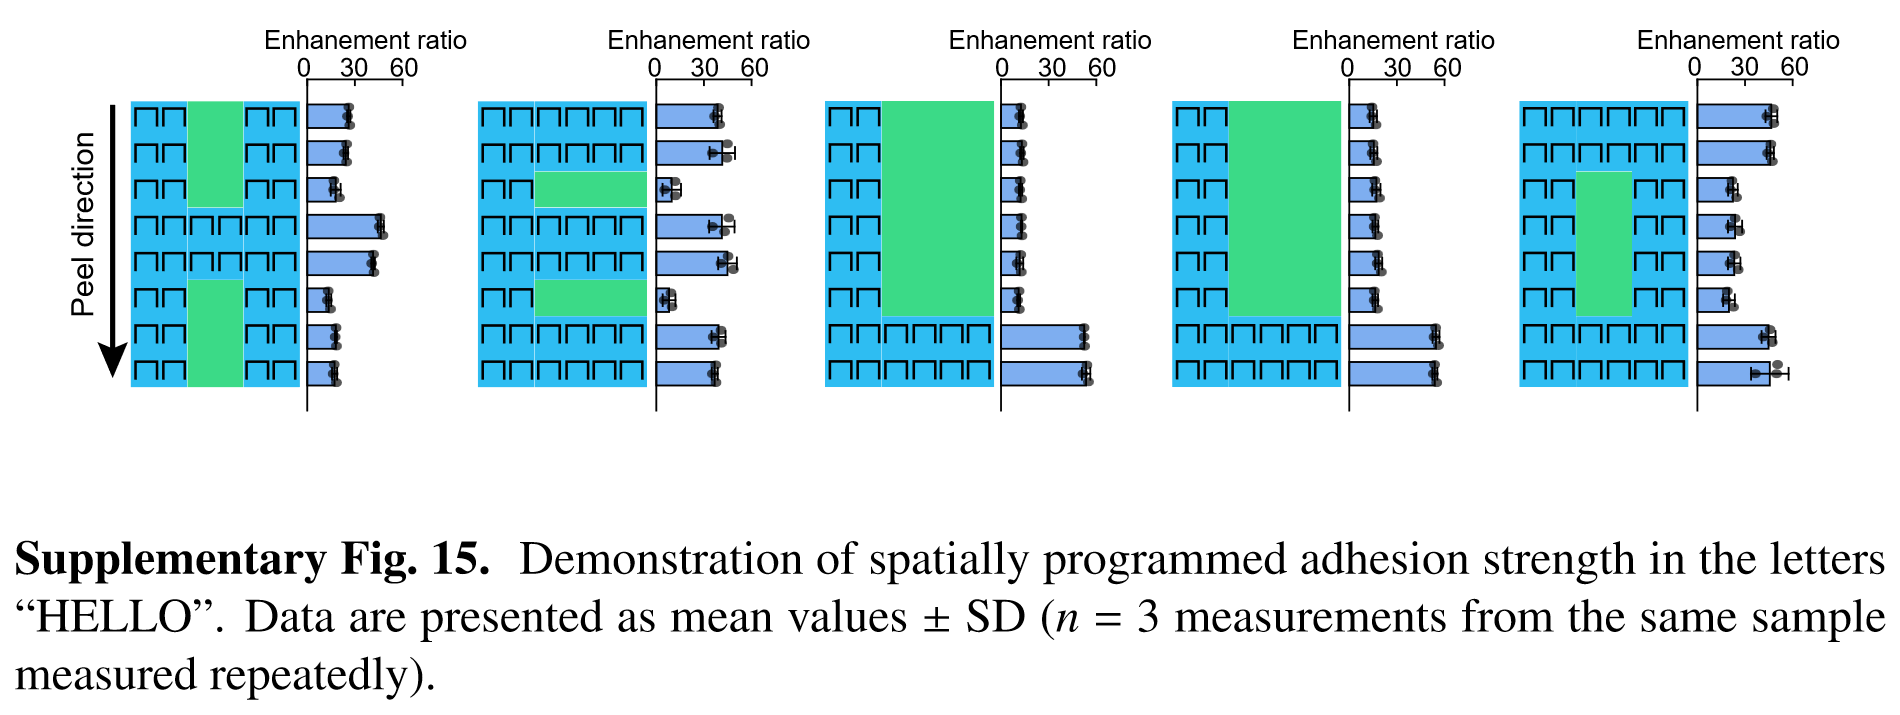 Enhanement ratio Enhanement ratio Enhanement ratio Enhanement ratio Enhanement ratio
0 30 60 0 30 60 0 30 60 0 30 60 0 30 60
Peel direction
Supplementary Fig. 15. Demonstration of spatially programmed adhesion strength in the letters
“HELLO”. Data are presented as mean values ± SD (n = 3 measurements from the same sample
measured repeatedly).